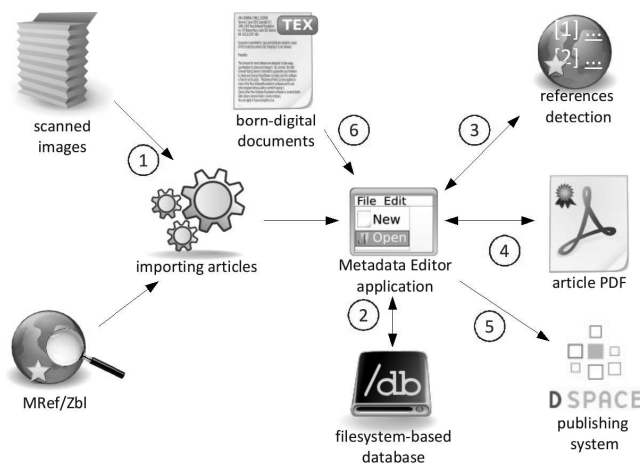 TEX
[1] ...
[2] ...
scanned
images
born-digital
documents
references
detection
1
6
3
File Edit
New
Open
importing articles
Metadata Editor
application
4
article PDF
2
5
/db
MRef/Zbl
DSPACE
filesystem-based
database
publishing
system